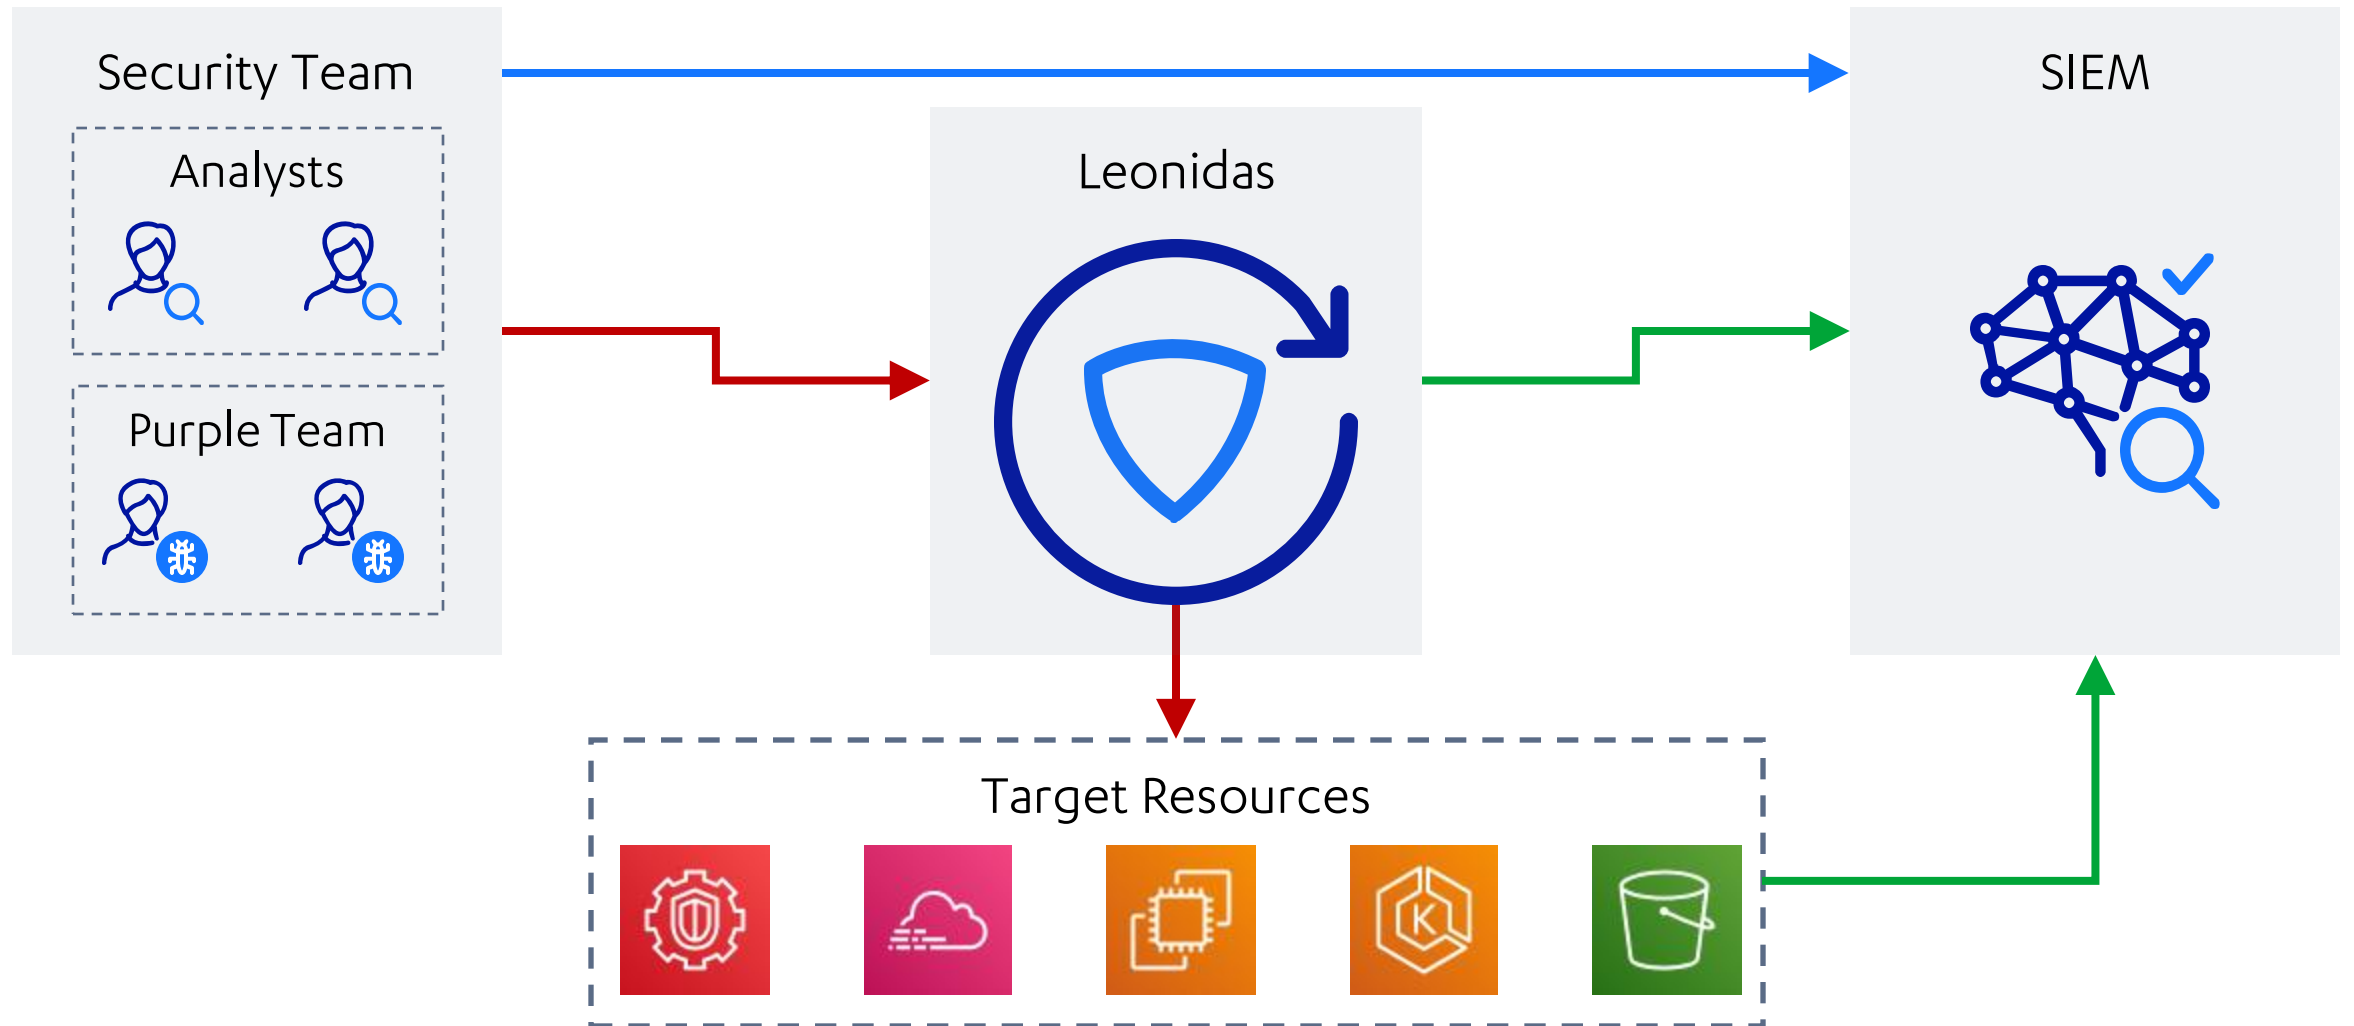 Security Team
Analysts
Purple Team
Leonidas
SIEM
Target Resources
K